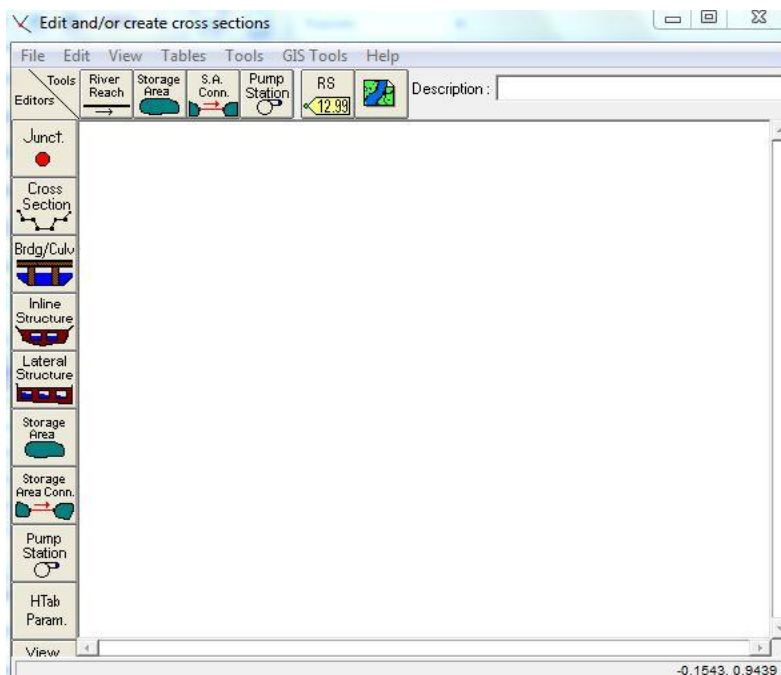 Edit and/or create cross sections
File Edit View Tables Tools GIS Tools Help
Tools
Editors
River
Reach
Storage
Area
S.A.
Conn.
Pump
Station
RS
12.99
Description :
Junct.
Cross
Section
Brdg/Culv
Inline
Structure
Lateral
Structure
Storage
Area
Storage
Area Conn.
Pump
Station
HTab
Param.
View
-0.1543, 0.9439